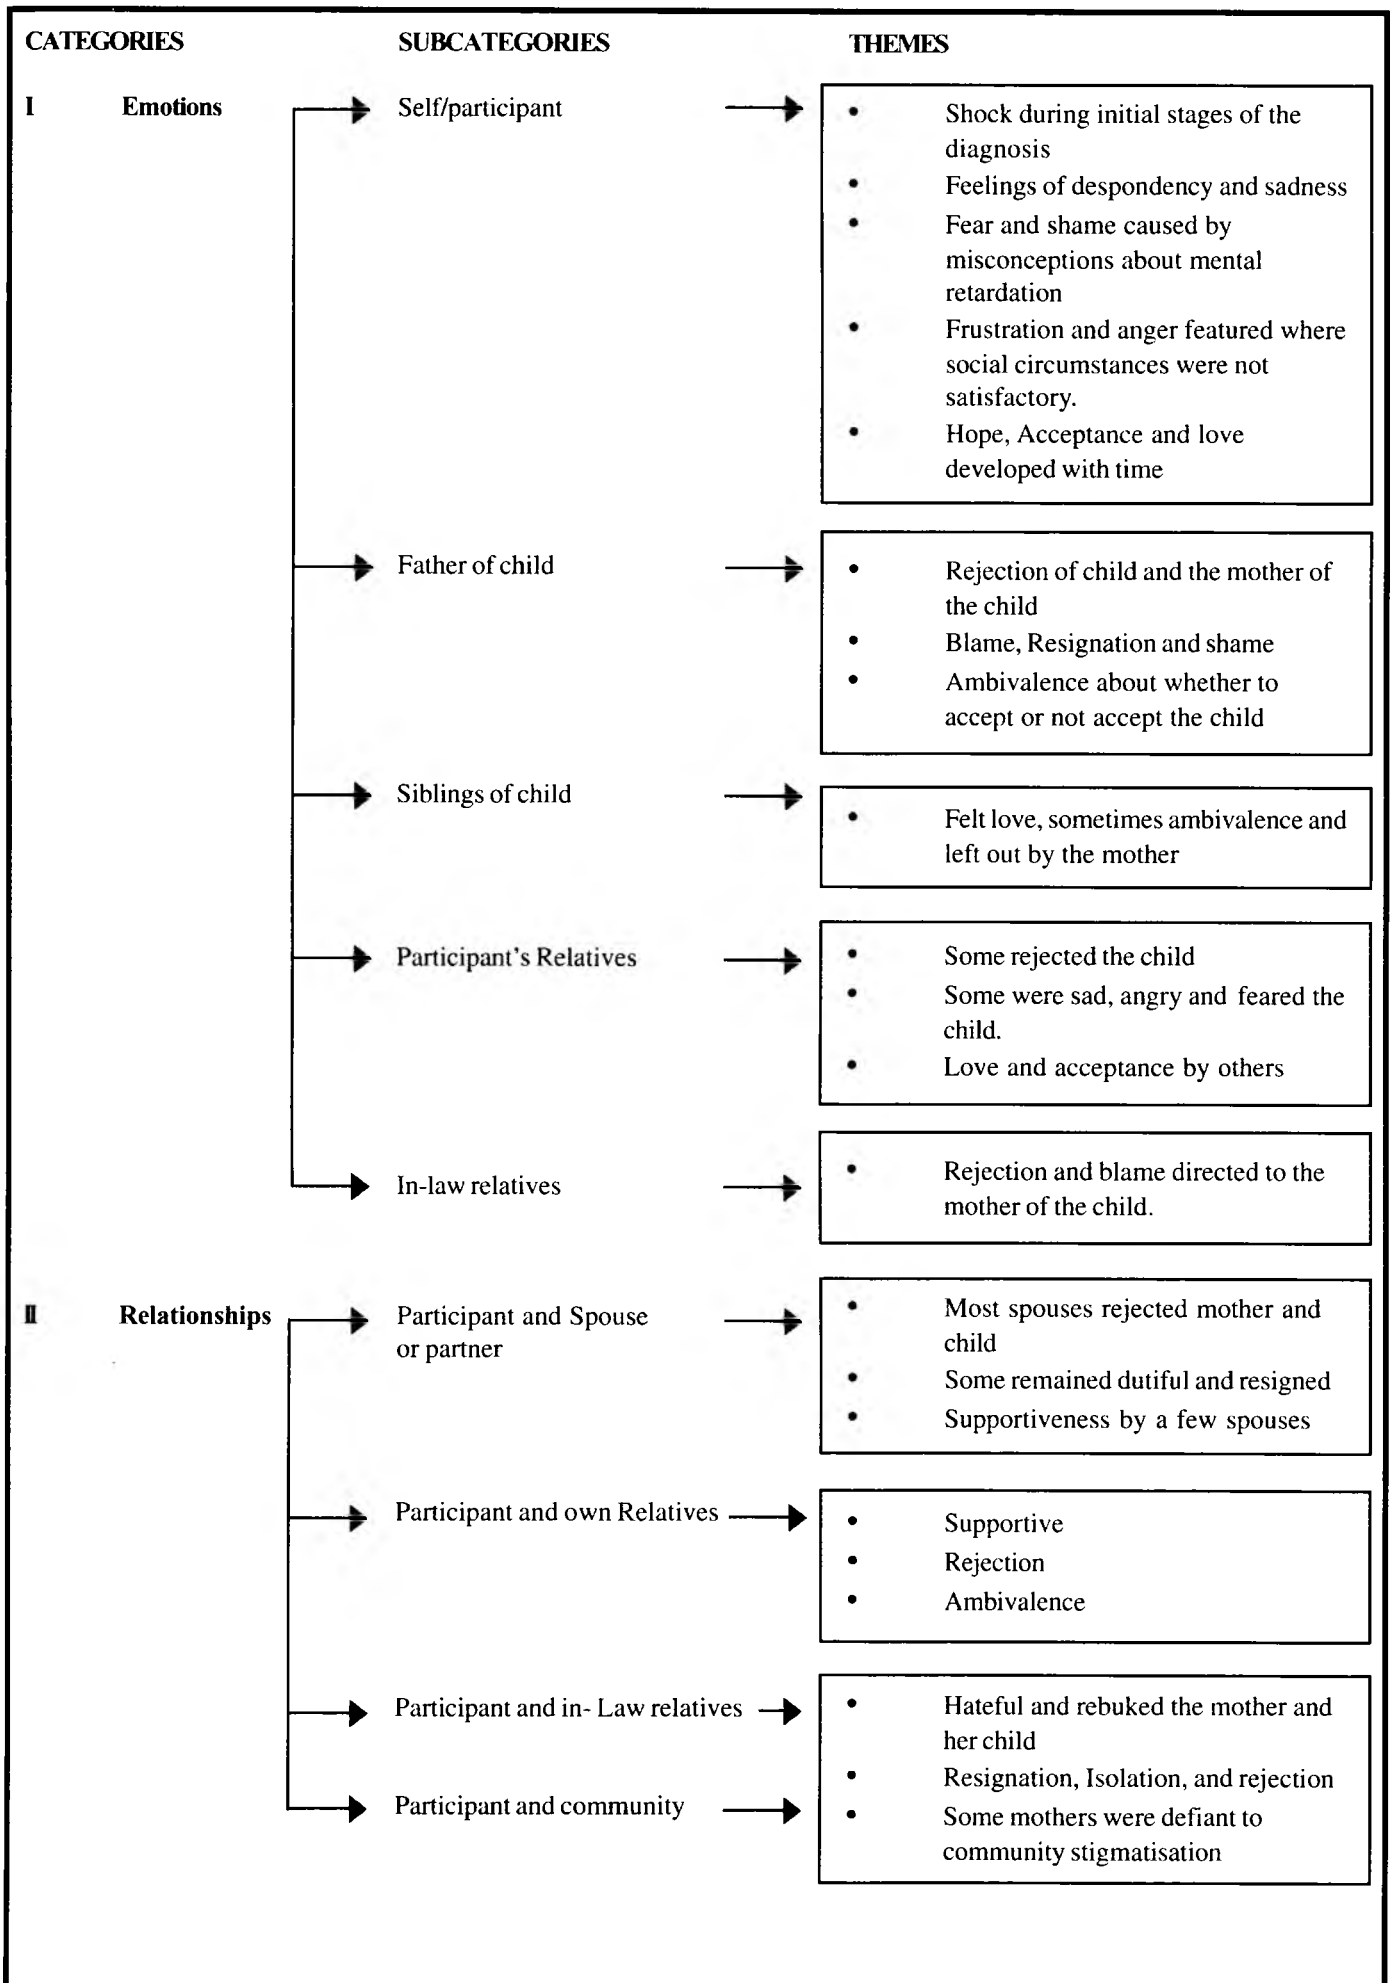 CATEGORIES SUBCATEGORIES THEMES
I Emotions Self/participant
• Shock during initial stages of the
diagnosis
• Feelings of despondency and sadness
• Fear and shame caused by
misconceptions about mental
retardation
• Frustration and anger featured where
social circumstances were not
satisfactory.
• Hope, Acceptance and love
developed with time
Father of child
• Rejection of child and the mother of
the child
• Blame, Resignation and shame
• Ambivalence about whether to
accept or not accept the child
Siblings of child
• Felt love, sometimes ambivalence and
left out by the mother
Participant's Relatives
• Some rejected the child
• Some were sad, angry and feared the
child.
• Love and acceptance by others
In-law relatives
• Rejection and blame directed to the
mother of the child.
II Relationships Participant and Spouse
or partner
• Most spouses rejected mother and
child
• Some remained dutiful and resigned
• Supportiveness by a few spouses
Participant and own Relatives
• Supportive
• Rejection
• Ambivalence
Participant and in- Law relatives
• Hateful and rebuked the mother and
her child
• Resignation, Isolation, and rejection
Participant and community
• Some mothers were defiant to
community stigmatisation